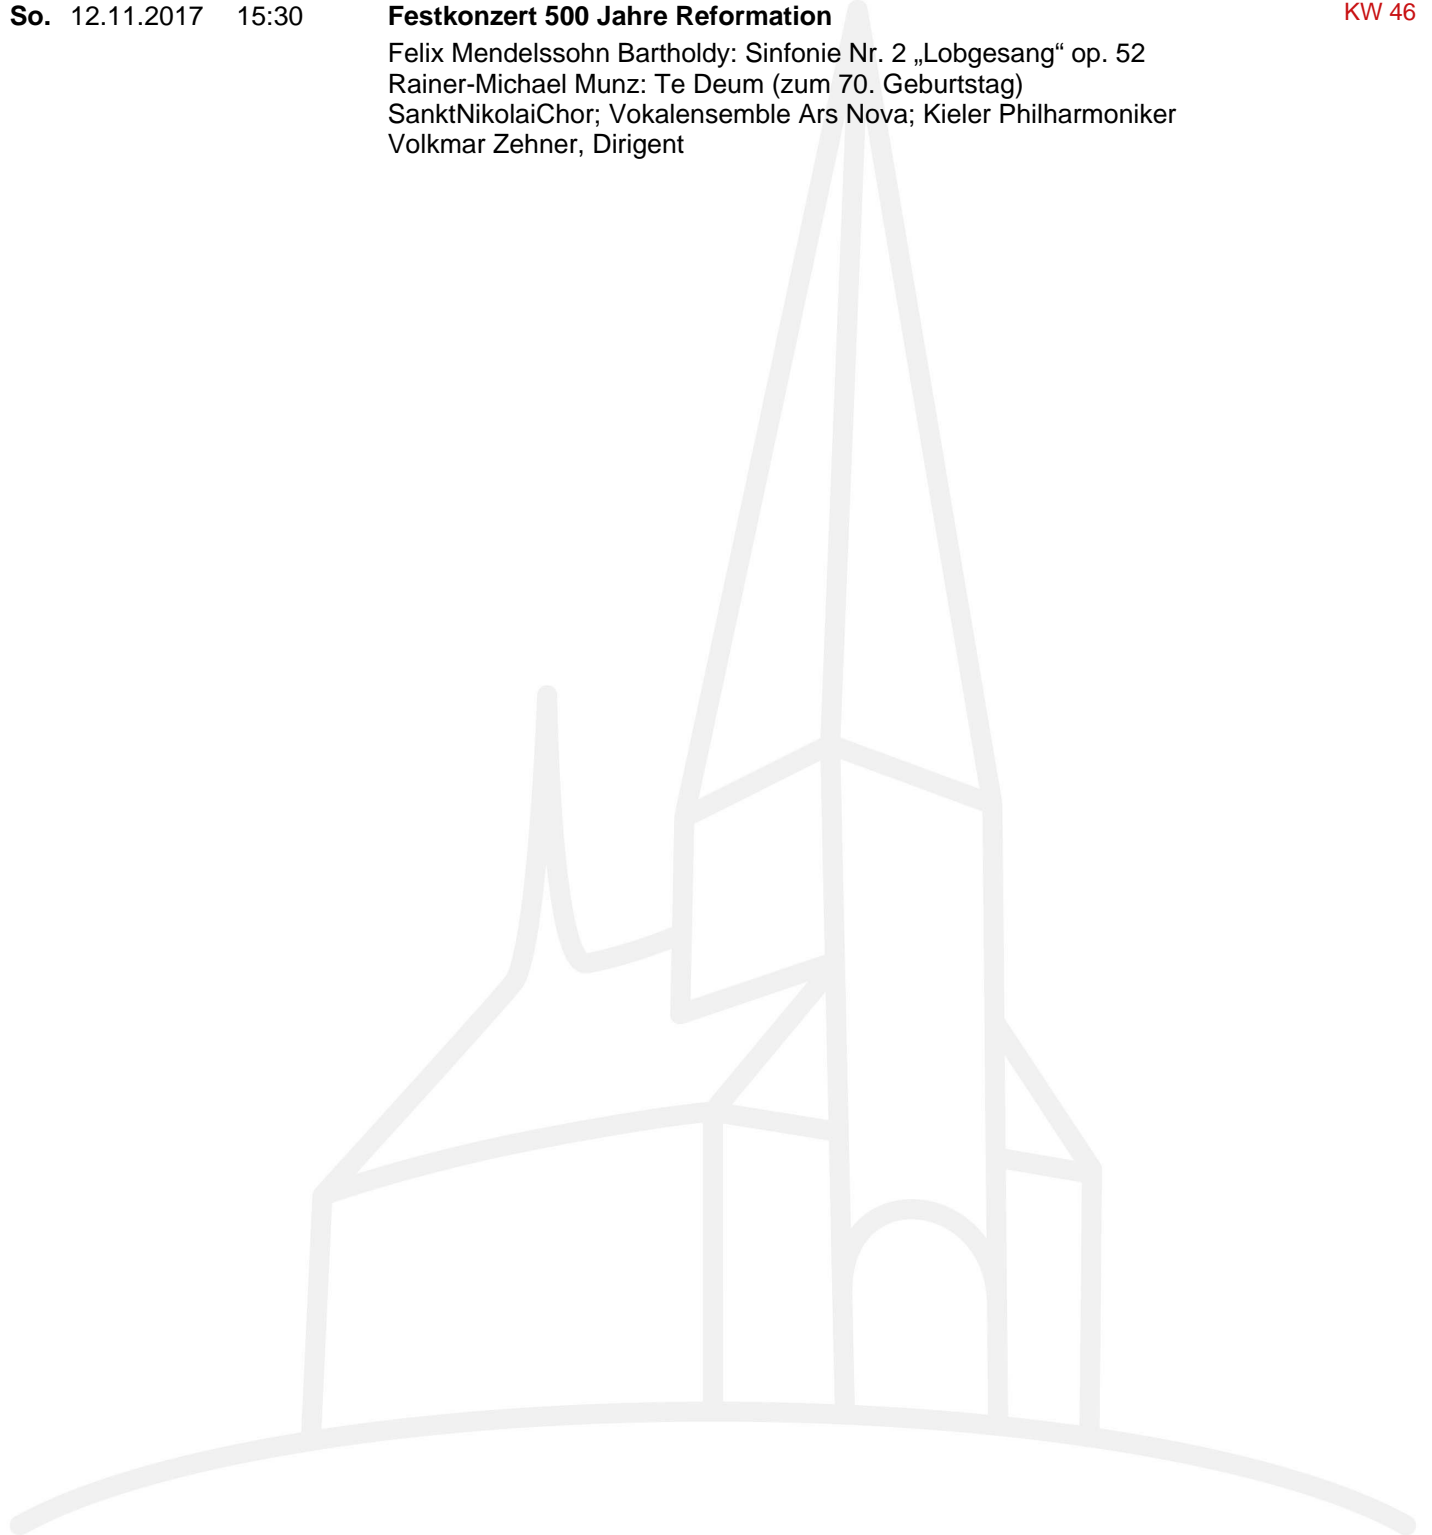 So. 12.11.2017 15:30 Festkonzert 500 Jahre Reformation KW 46
Felix Mendelssohn Bartholdy: Sinfonie Nr. 2 „Lobgesang“ op. 52
Rainer-Michael Munz: Te Deum (zum 70. Geburtstag)
SanktNikolaiChor; Vokalensemble Ars Nova; Kieler Philharmoniker
Volkmar Zehner, Dirigent